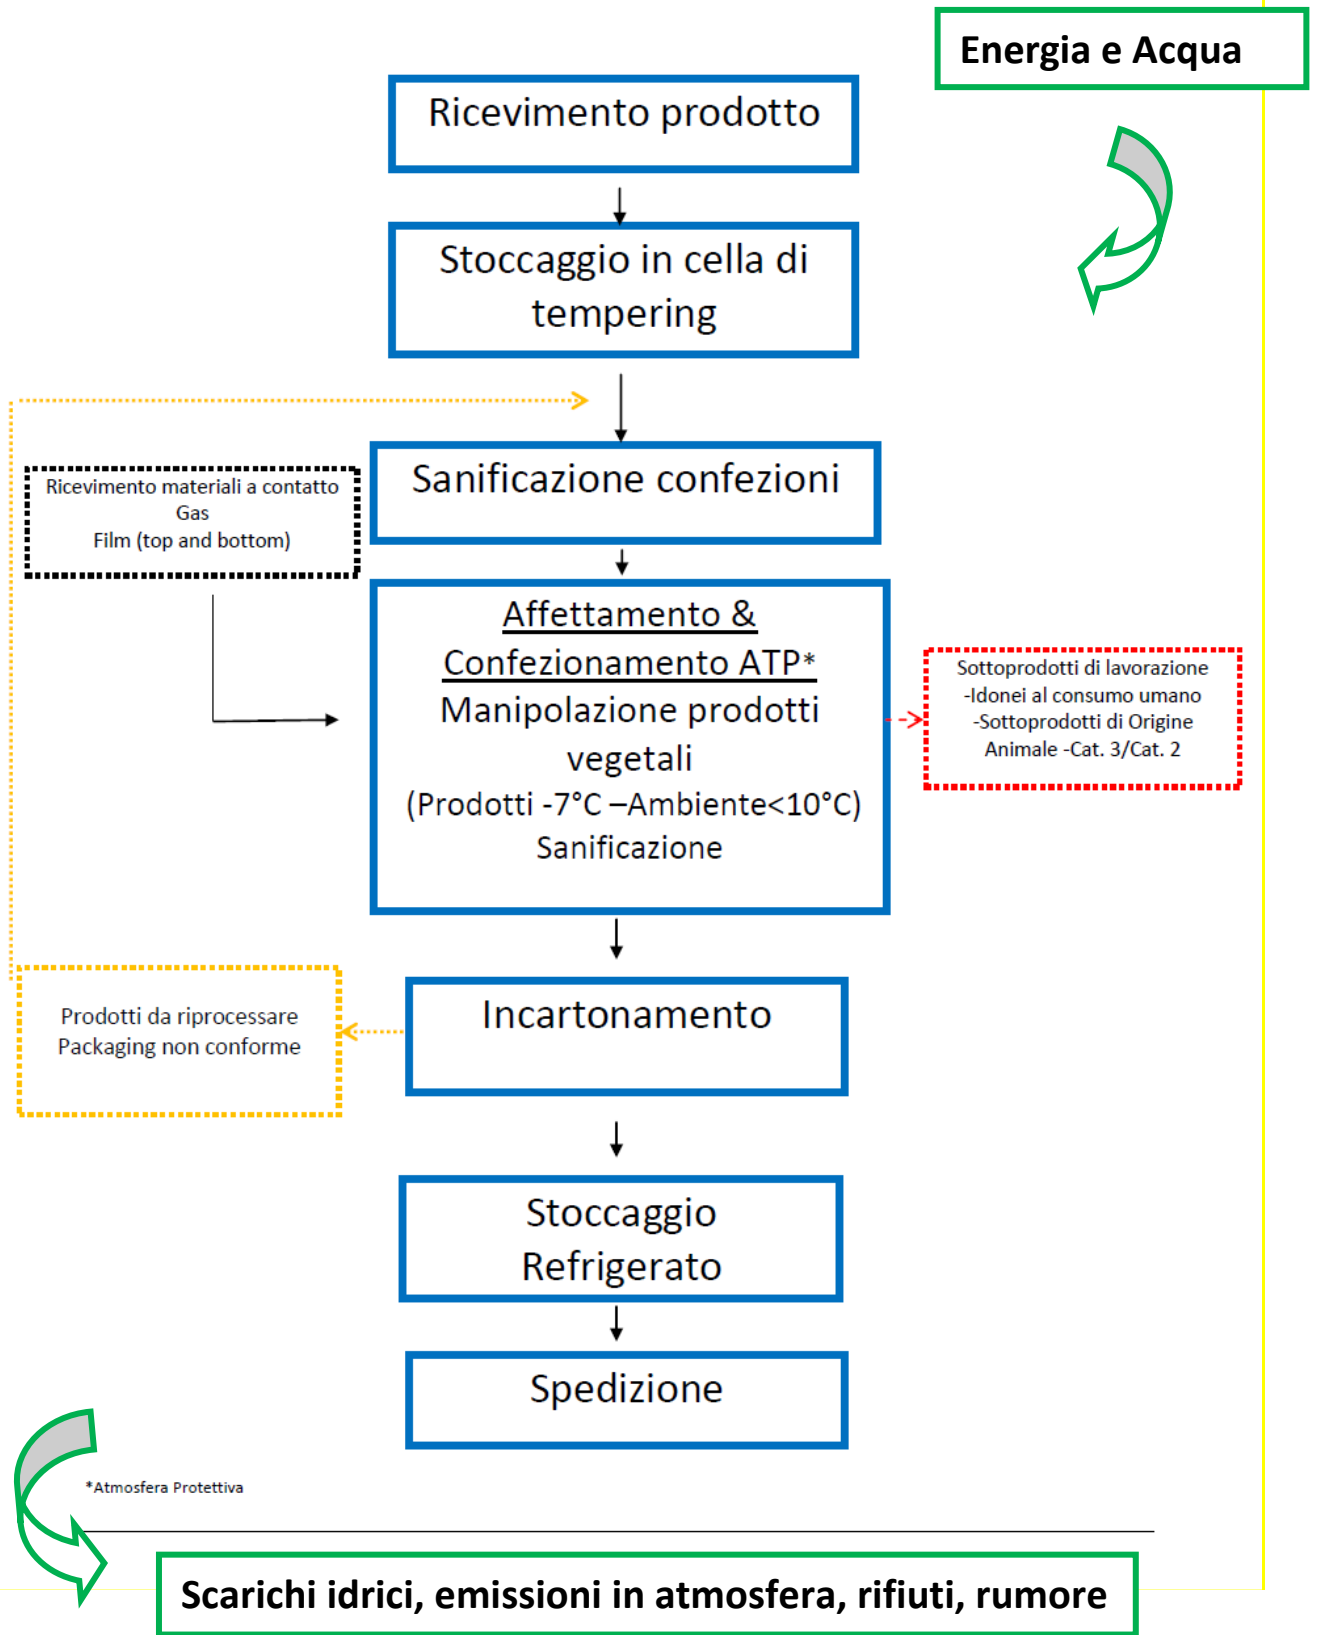 Energia e Acqua
Ricevimento prodotto
Stoccaggio in cella di
tempering
Sanificazione confezioni
Ricevimento materiali a contatto
Gas
Film (top and bottom)
Affettamento &
Confezionamento ATP*
Manipolazione prodotti
vegetali
(Prodotti -7°C –Ambiente<10°C)
Sanificazione
Sottoprodotti di lavorazione
-Idonei al consumo umano
-Sottoprodotti di Origine
Animale -Cat. 3/Cat. 2
Incartonamento
Prodotti da riprocessare
Packaging non conforme
Stoccaggio
Refrigerato
Spedizione
*Atmosfera Protettiva
Scarichi idrici, emissioni in atmosfera, rifiuti, rumore